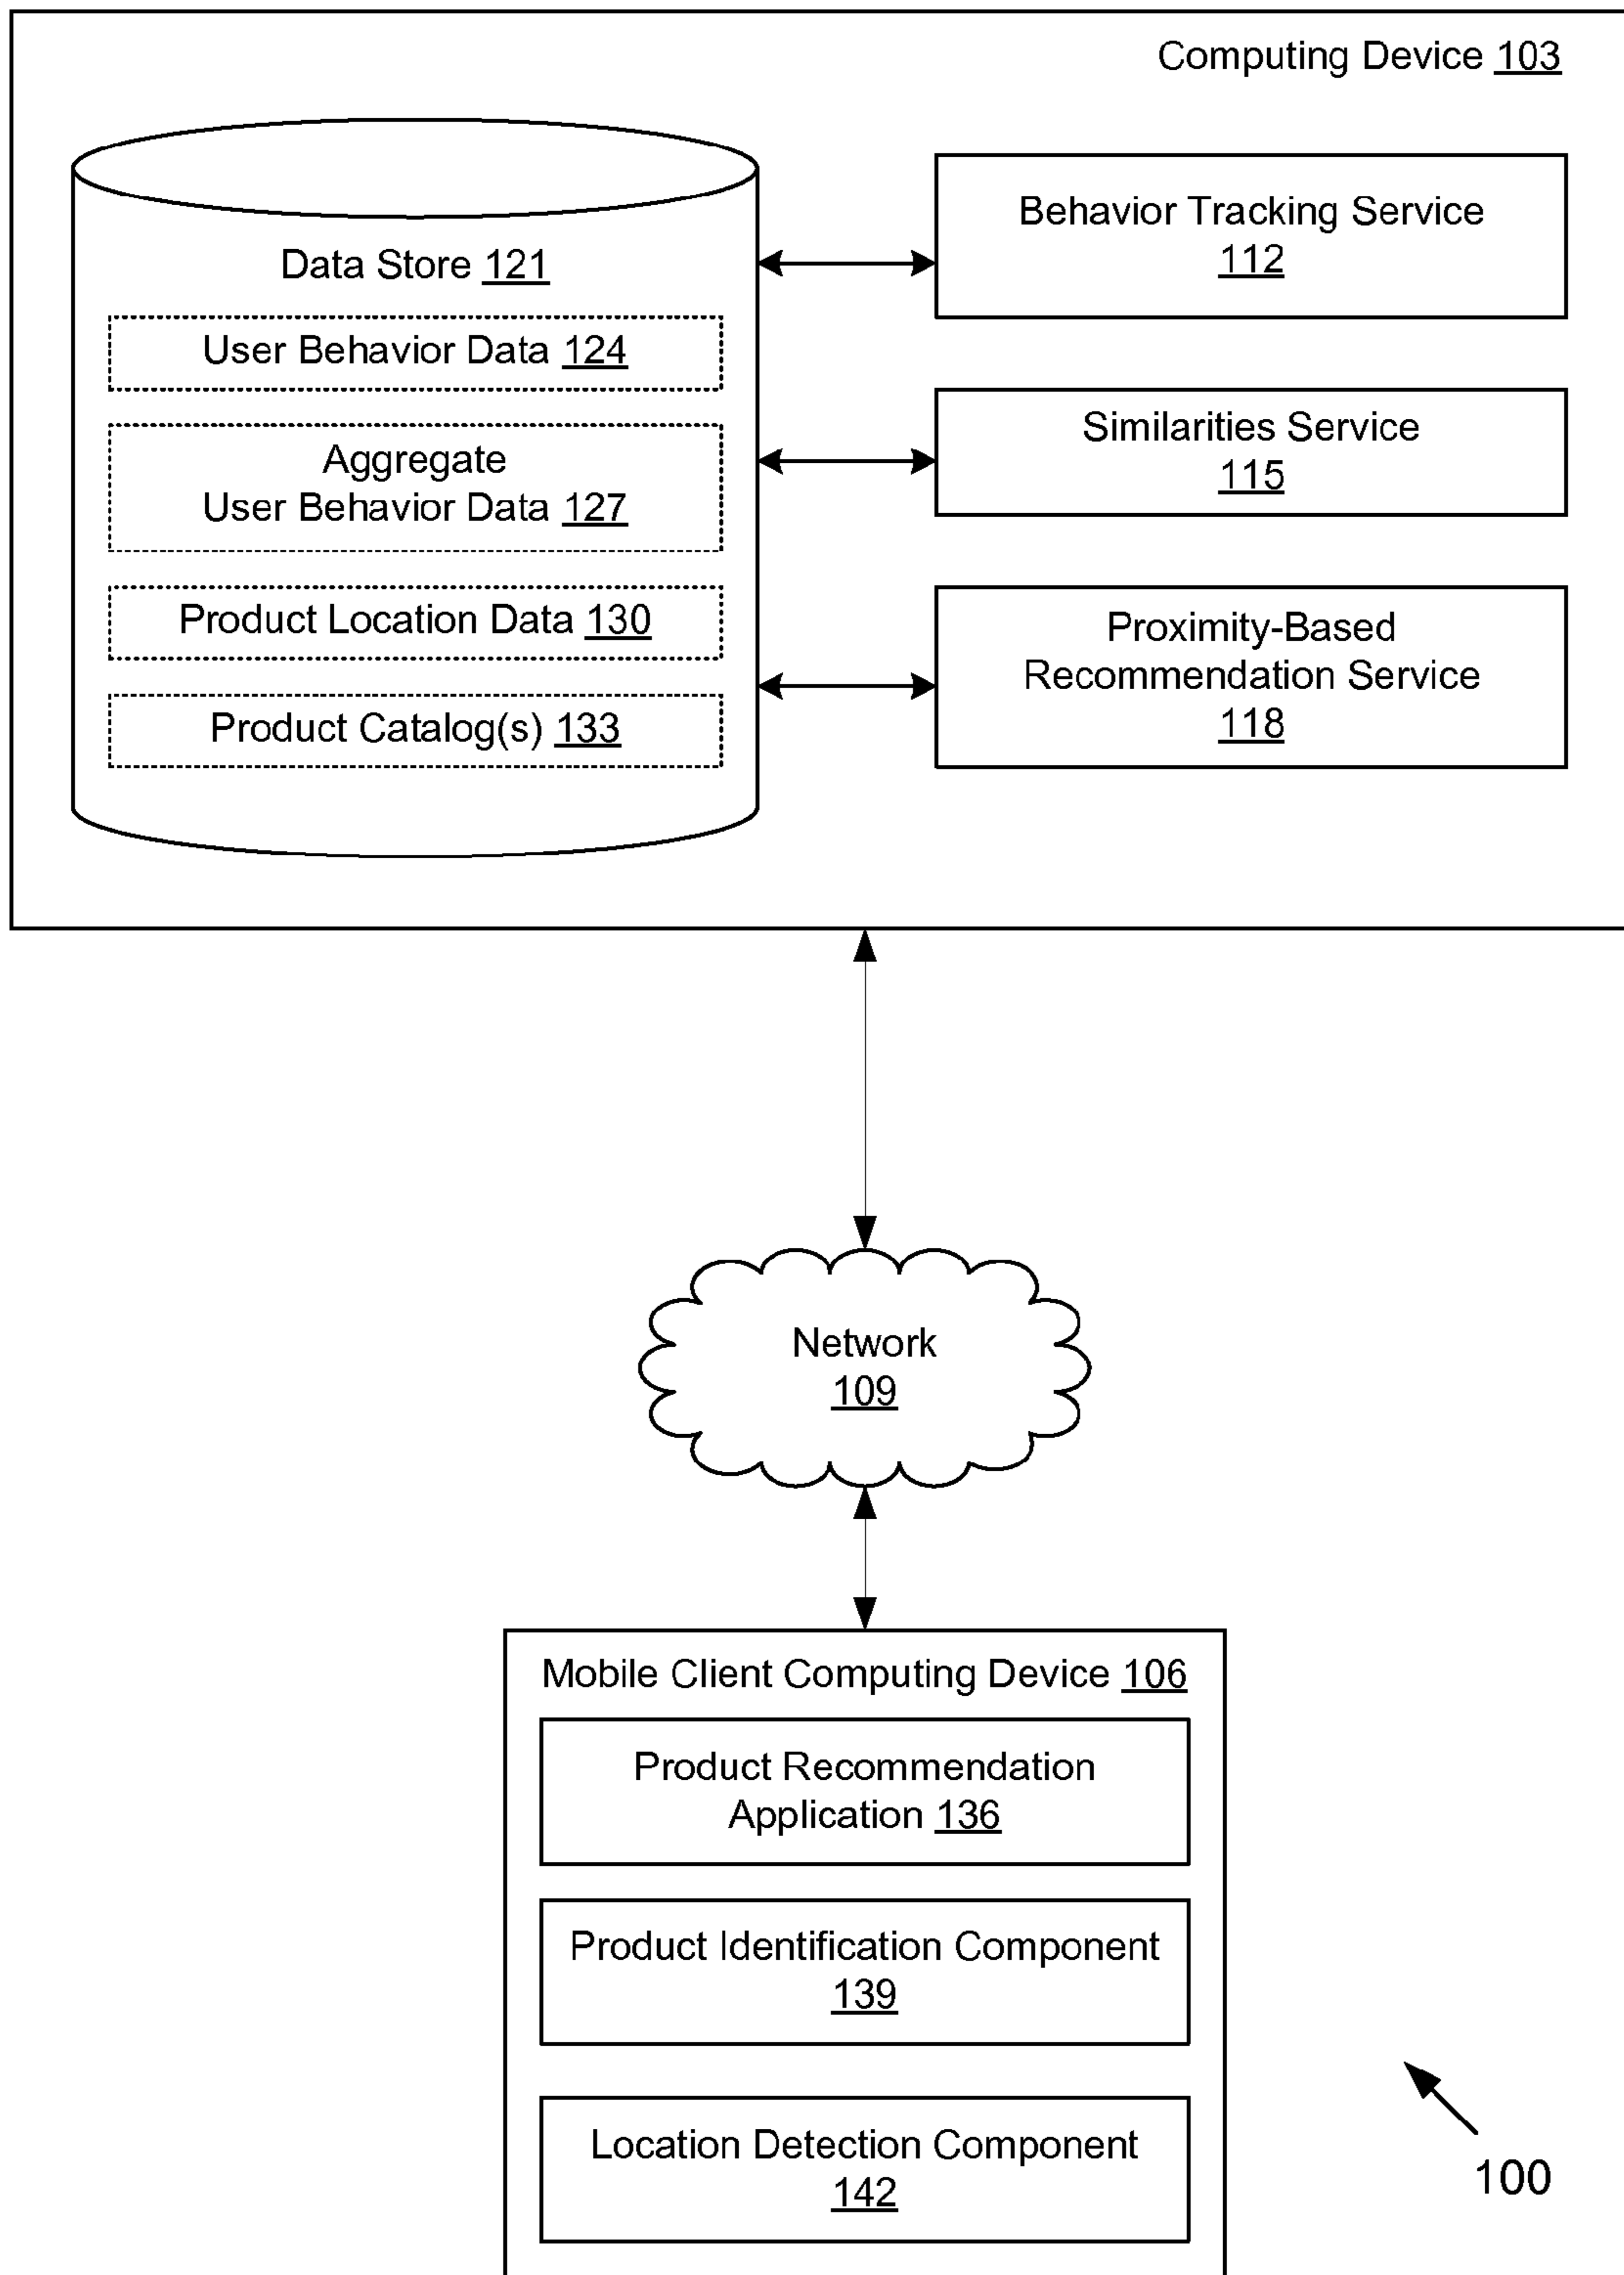 Computing Device 103
Data Store 121
User Behavior Data 124
Aggregate
User Behavior Data 127
Product Location Data 130
Product Catalog(s) 133
Behavior Tracking Service
112
Similarities Service
115
Proximity-Based
Recommendation Service
118
Network
109
Mobile Client Computing Device 106
Product Recommendation
Application 136
Product Identification Component
139
Location Detection Component
142
100